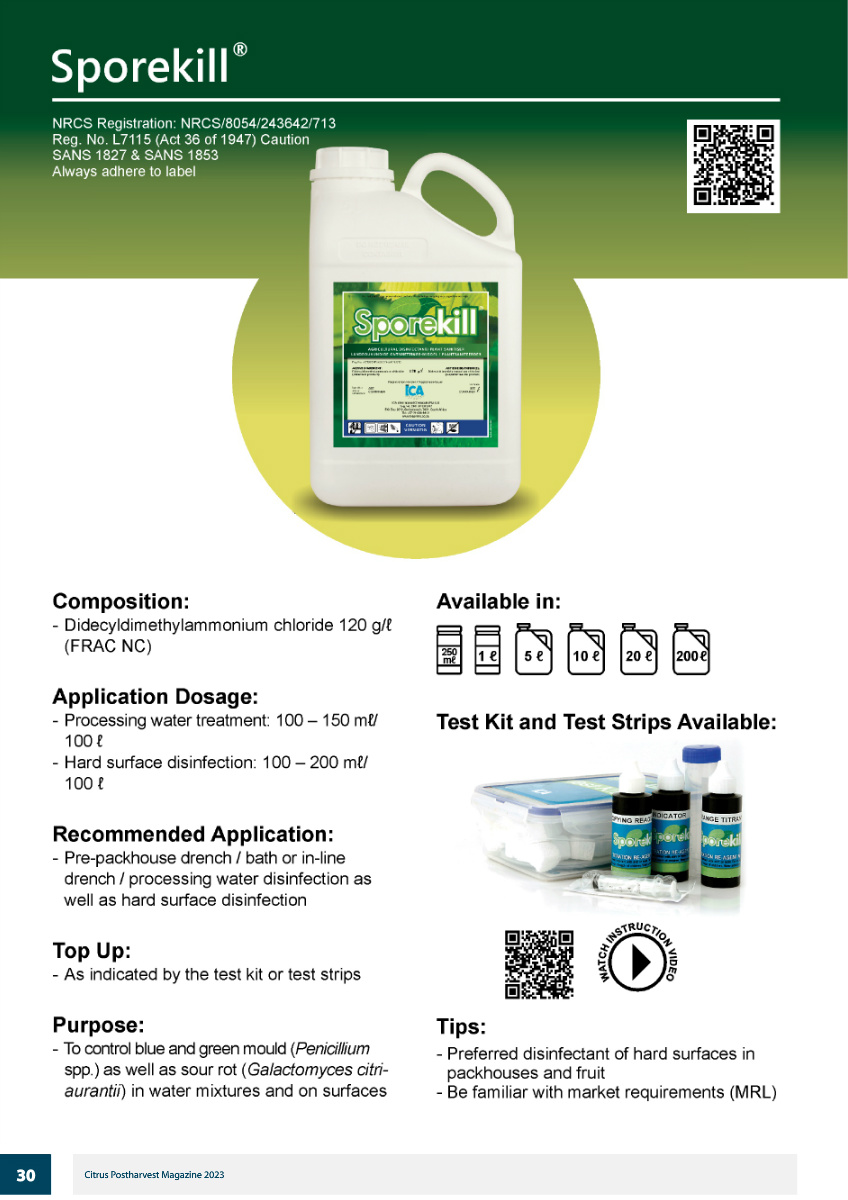 Sporekill®
NRCS Registration: NRCS/8054/243642/713
Reg. No. L7115 (Act 36 of 1947) Caution
SANS 1827 & SANS 1853
Always adhere to label
Sporekill
ICA
CAUTION
Composition:
- Didecyldimethylammonium chloride 120 g/ℓ
(FRAC NC)
Application Dosage:
- Processing water treatment: 100 – 150 mℓ/
100 ℓ
- Hard surface disinfection: 100 – 200 mℓ/
100 ℓ
Recommended Application:
- Pre-packhouse drench / bath or in-line
drench / processing water disinfection as
well as hard surface disinfection
Top Up:
- As indicated by the test kit or test strips
Purpose:
- To control blue and green mould (Penicillium
spp.) as well as sour rot (Galactomyces citri-
aurantii) in water mixtures and on surfaces
Available in:
250
mℓ
1 ℓ
5 ℓ
10 ℓ
20 ℓ
200 ℓ
Test Kit and Test Strips Available:
WATCH INSTRUCTION VIDEO
Tips:
- Preferred disinfectant of hard surfaces in
packhouses and fruit
- Be familiar with market requirements (MRL)
30
Citrus Postharvest Magazine 2023